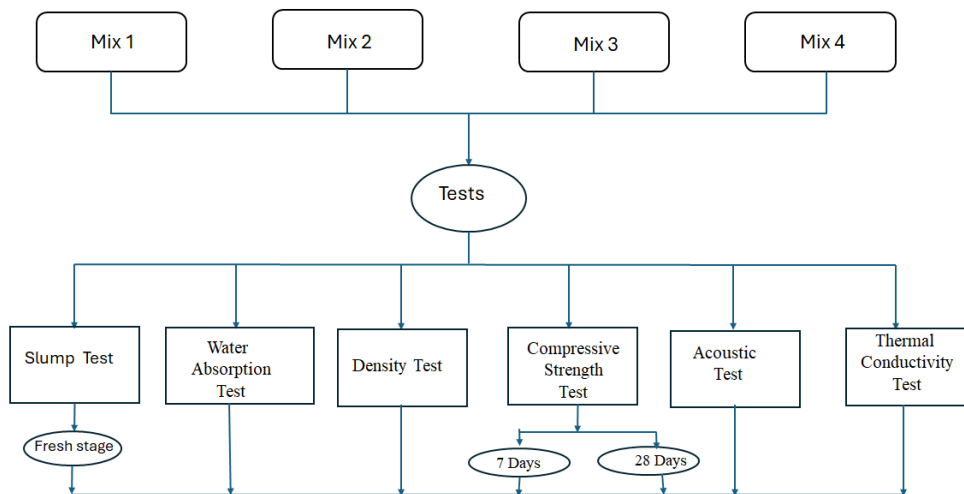 Mix 1
Mix 2
Mix 3
Mix 4
Tests
Slump Test
Water
Absorption
Test
Density Test
Compressive
Strength
Test
Acoustic
Test
Thermal
Conductivity
Test
Fresh stage
7 Days
28 Days